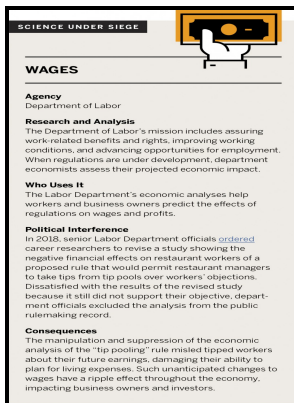 SCIENCE UNDER SIEGE
WAGES
Agency
Department of Labor
Research and Analysis
The Department of Labor's mission includes assuring
work-related benefits and rights, improving working
conditions, and advancing opportunities for employment.
When regulations are under development, department
economists assess their projected economic impact.
Who Uses It
The Labor Department's economic analyses help
workers and business owners predict the effects of
regulations on wages and profits.
Political Interference
In 2018, senior Labor Department officials ordered
career researchers to revise a study showing the
negative financial effects on restaurant workers of a
proposed rule that would permit restaurant managers
to take tips from tip pools over workers' objections.
Dissatisfied with the results of the revised study
because it still did not support their objective, depart-
ment officials excluded the analysis from the public
rulemaking record.
Consequences
The manipulation and suppression of the economic
analysis of the "tip pooling" rule misled tipped workers
about their future earnings, damaging their ability to
plan for living expenses. Such unanticipated changes to
wages have a ripple effect throughout the economy,
impacting business owners and investors.